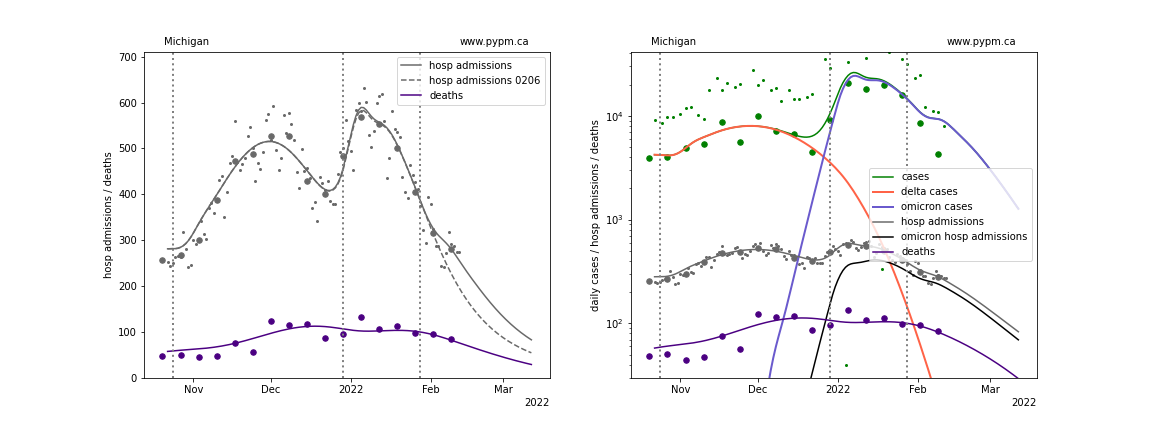 Michigan
www.pypm.ca
hosp admissions / deaths
700
600
500
400
300
200
100
0
hosp admissions
hosp admissions 0206
deaths
Nov
Dec
2022
Feb
Mar
2022
Michigan
www.pypm.ca
daily cases / hosp admissions / deaths
10⁴
10³
10²
cases
delta cases
omicron cases
hosp admissions
omicron hosp admissions
deaths
Nov
Dec
2022
Feb
Mar
2022